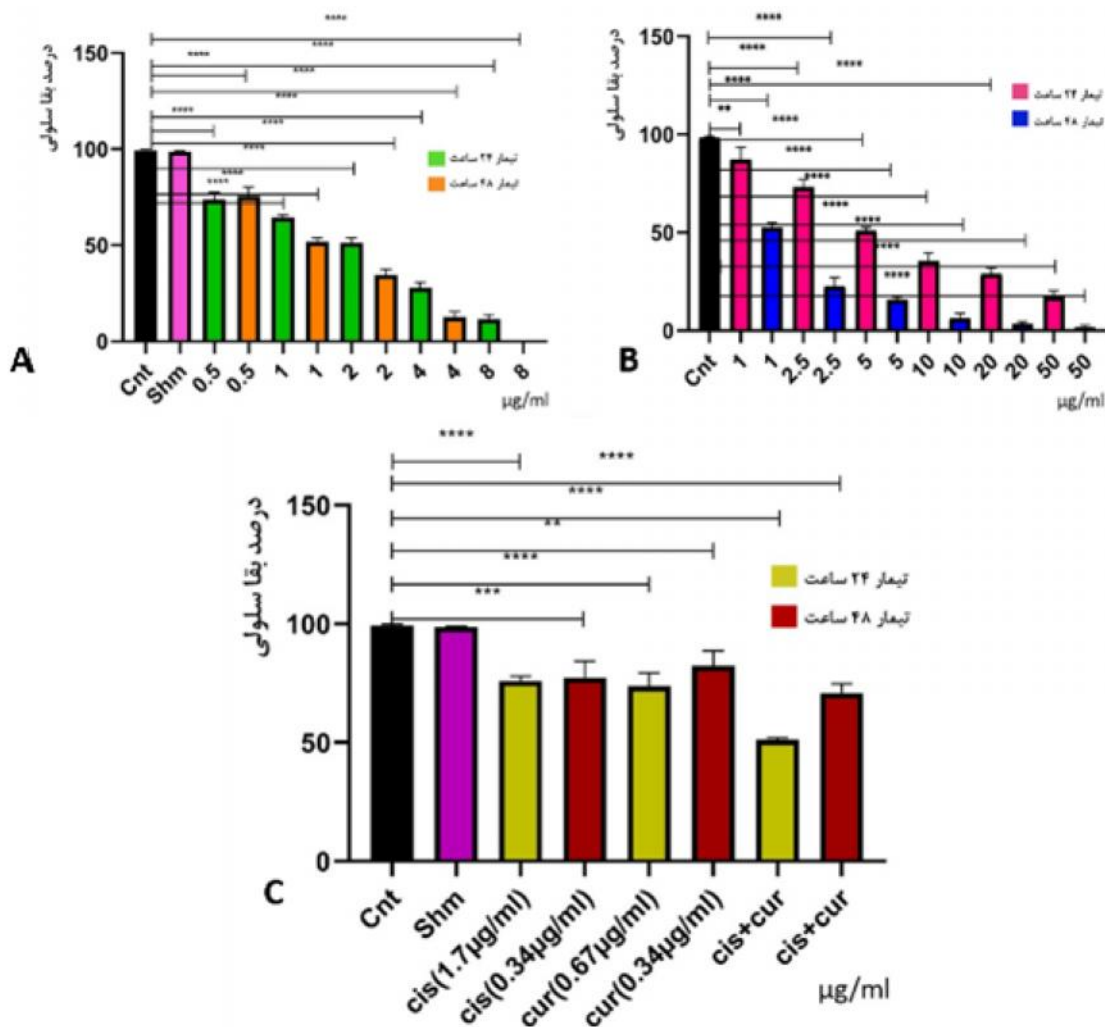 ****
****
****
****
****
****
****
****
****
****
****
150
100
50
0
درصد بقا سلولی
تیمار ۲۴ ساعت
تیمار ۴۸ ساعت
Cnt Shm 0.5 0.5 1 1 2 2 4 4 8 8
µg/ml
A
****
****
****
****
**
****
****
****
****
****
****
****
150
100
50
0
درصد بقا سلولی
تیمار ۲۴ ساعت
تیمار ۴۸ ساعت
Cnt 1 1 2.5 2.5 5 5 10 10 20 20 50 50
µg/ml
B
****
****
****
**
****
***
150
100
50
0
درصد بقا سلولی
تیمار ۲۴ ساعت
تیمار ۴۸ ساعت
Cnt Shm cis(1.7µg/ml) cis(0.34µg/ml) cur(0.67µg/ml) cur(0.34µg/ml) cis+cur cis+cur
µg/ml
C